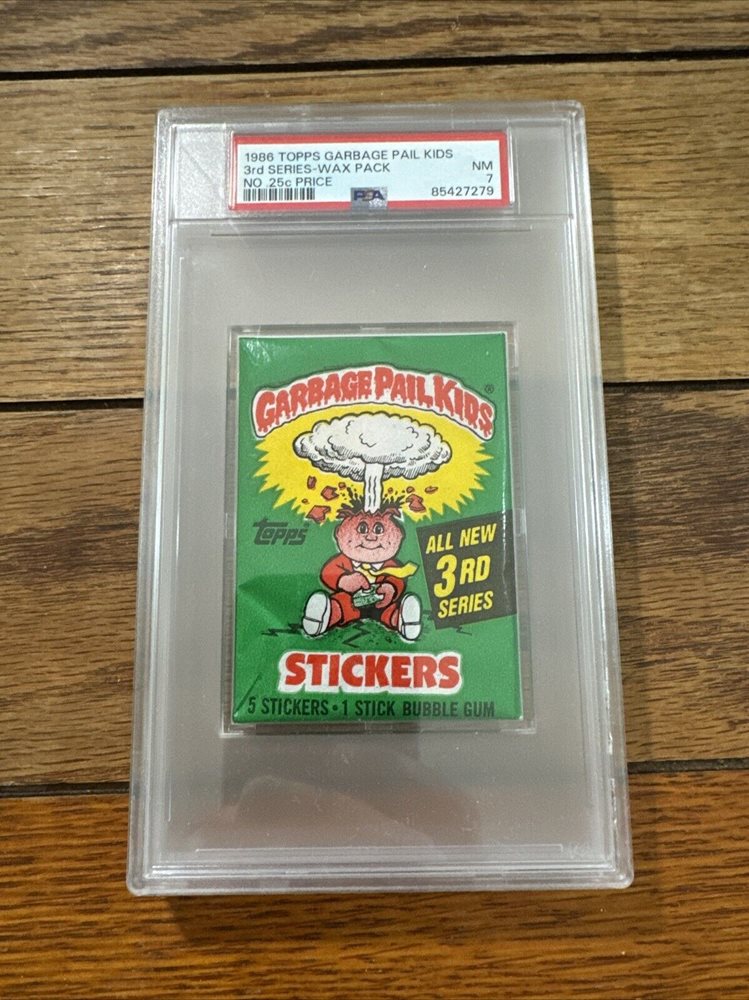 1986 TOPPS GARBAGE PAIL KIDS
3rd SERIES-WAX PACK NM
NO .25c PRICE 7
PSA 85427279
GARBAGE PAIL KIDS®
Topps
ALL NEW
3RD
SERIES
STICKERS
5 STICKERS • 1 STICK BUBBLE GUM